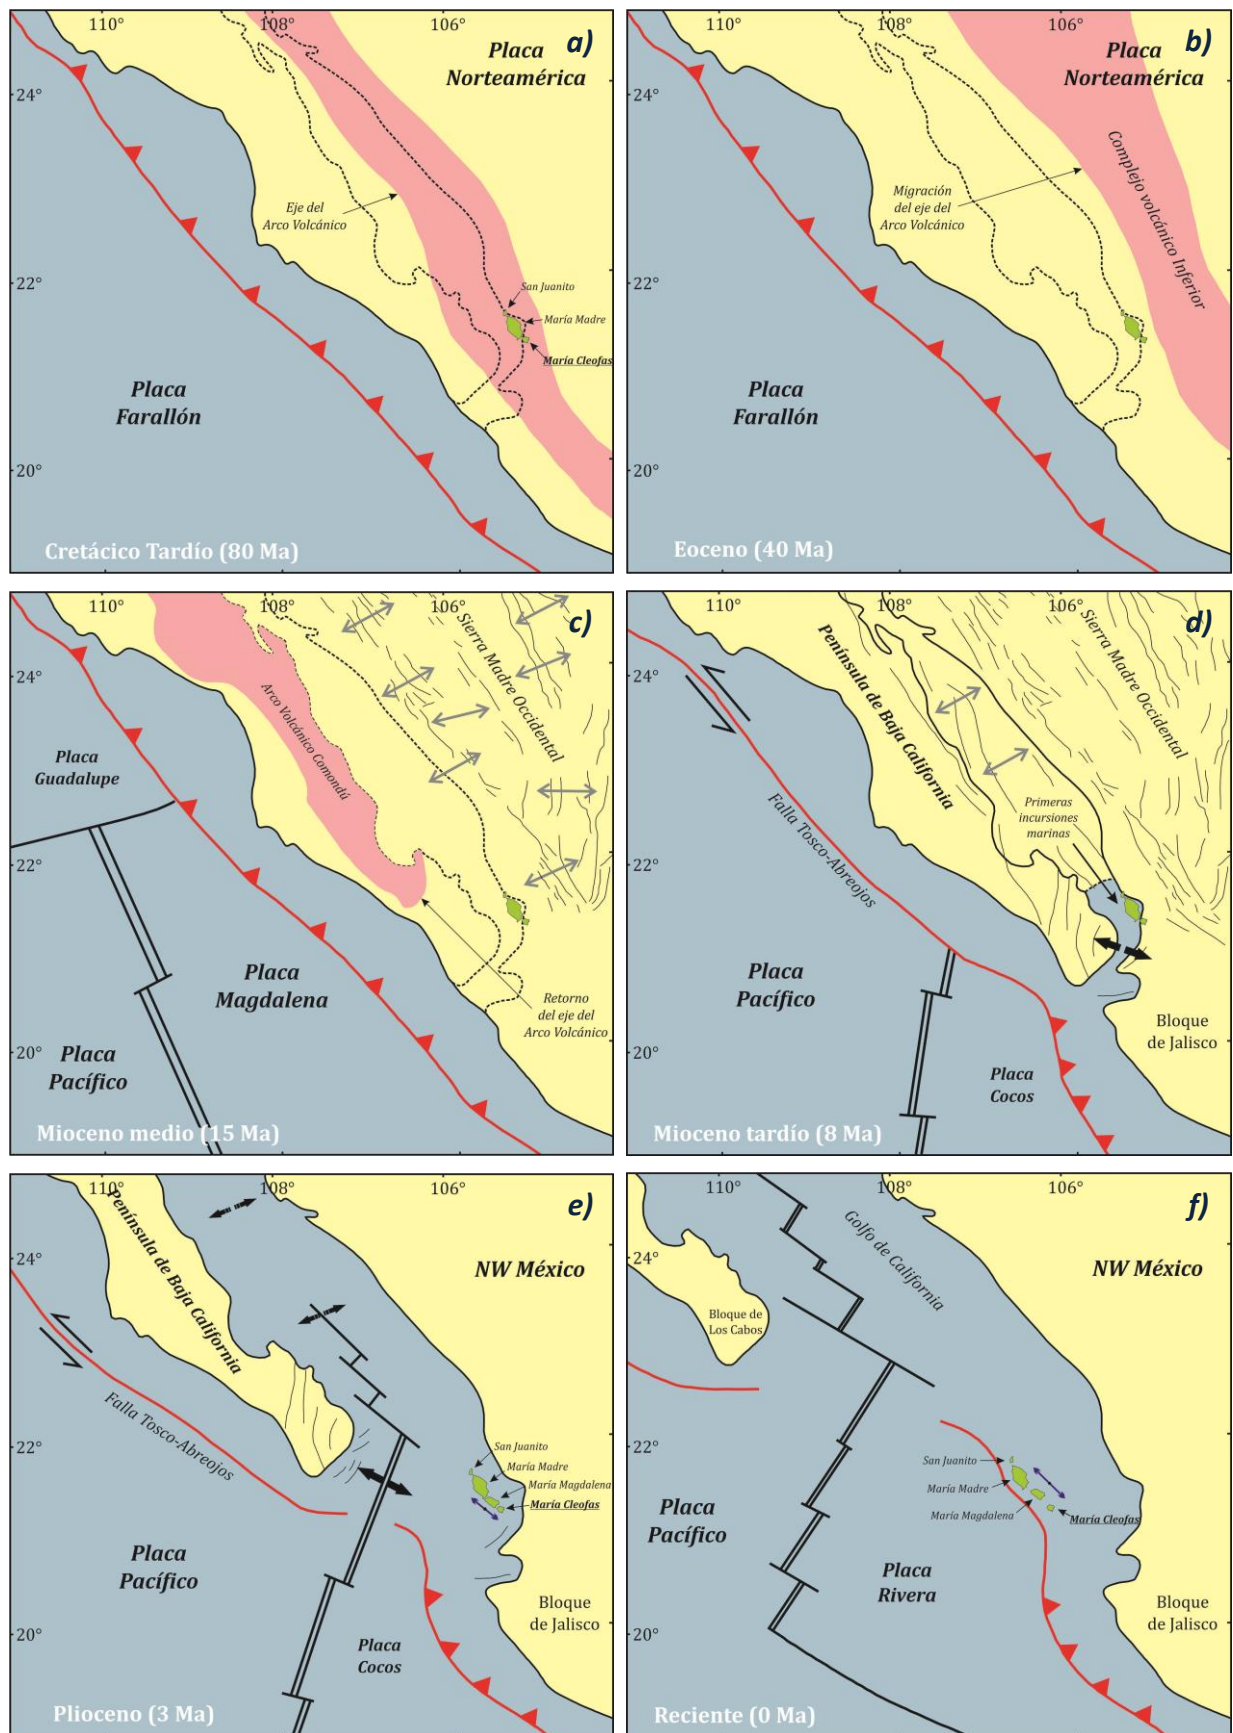 110°
108°
106°
a)
Placa
Norteamérica
24°
Eje del
Arco Volcánico
22°
San Juanito
María Madre
María Cleofas
Placa
Farallón
20°
Cretácico Tardío (80 Ma)
110°
108°
106°
b)
Placa
Norteamérica
24°
Complejo volcánico Inferior
Migración
del eje del
Arco Volcánico
22°
Placa
Farallón
20°
Eoceno (40 Ma)
110°
108°
106°
c)
Sierra Madre Occidental
24°
Arco Volcánico Comondú
Placa
Guadalupe
22°
Placa
Magdalena
Retorno
del eje del
Arco Volcánico
20°
Placa
Pacífico
Mioceno medio (15 Ma)
110°
108°
106°
d)
Península de Baja California
Sierra Madre Occidental
24°
Falla Tosco-Abreojos
Primeras
incursiones
marinas
22°
Placa
Pacífico
Bloque
de Jalisco
20°
Placa
Cocos
Mioceno tardío (8 Ma)
110°
108°
106°
e)
Península de Baja California
24°
NW México
Falla Tosco-Abreojos
22°
San Juanito
María Madre
María Magdalena
María Cleofas
Placa
Pacífico
Bloque
de Jalisco
20°
Placa
Cocos
Plioceno (3 Ma)
110°
108°
106°
f)
Golfo de California
24°
NW México
Bloque de
Los Cabos
22°
San Juanito
María Madre
María Magdalena
María Cleofas
Placa
Pacífico
Placa
Rivera
Bloque
de Jalisco
20°
Reciente (0 Ma)